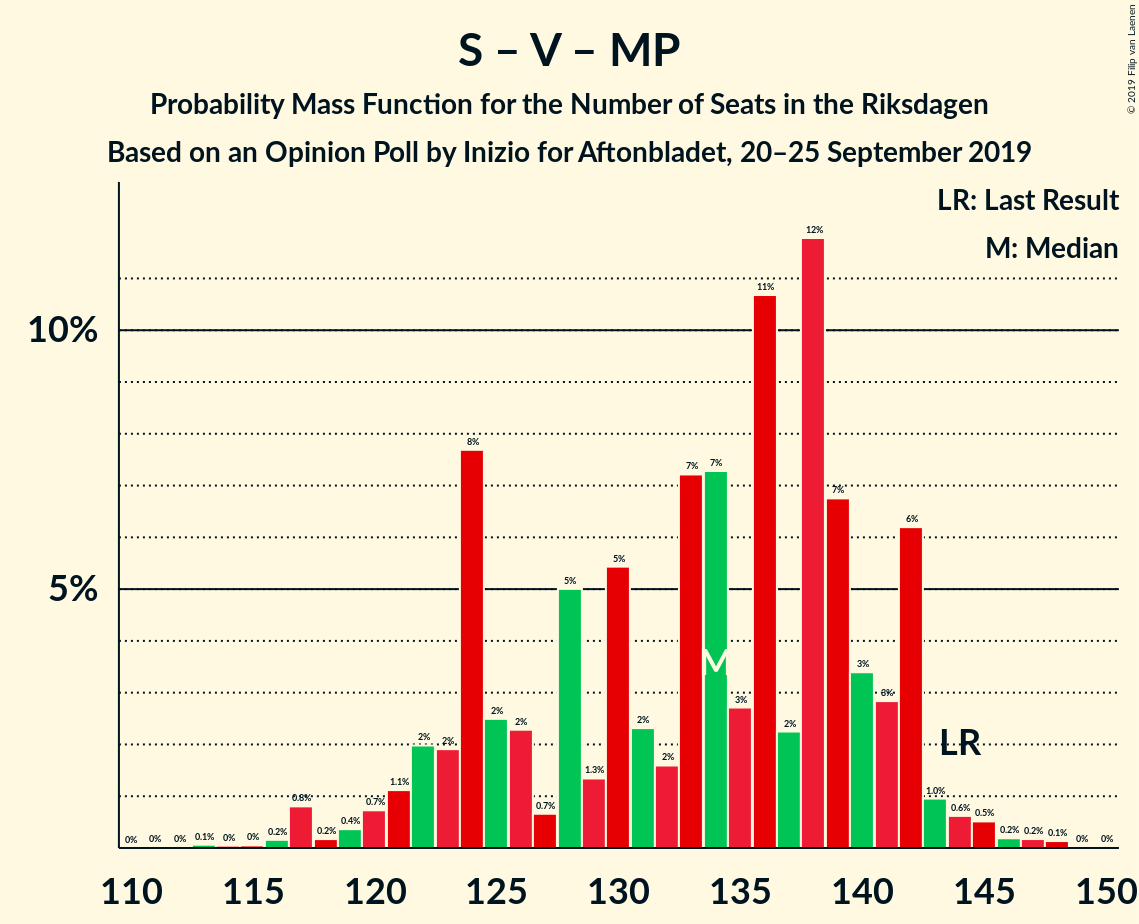 S – V – MP
Probability Mass Function for the Number of Seats in the Riksdagen
Based on an Opinion Poll by Inizio for Aftonbladet, 20–25 September 2019
© 2019 Filip van Laenen
LR: Last Result
M: Median
10%
5%
0% 0% 0% 0.1% 0% 0% 0.2% 0.8% 0.2% 0.4% 0.7% 1.1% 2% 2% 8% 2% 2% 0.7% 5% 1.3% 5% 2% 2% 7% 7% 3% 11% 2% 12% 7% 3% 3% 6% 1.0% 0.6% 0.5% 0.2% 0.2% 0.1% 0% 0%
M
LR
110 115 120 125 130 135 140 145 150